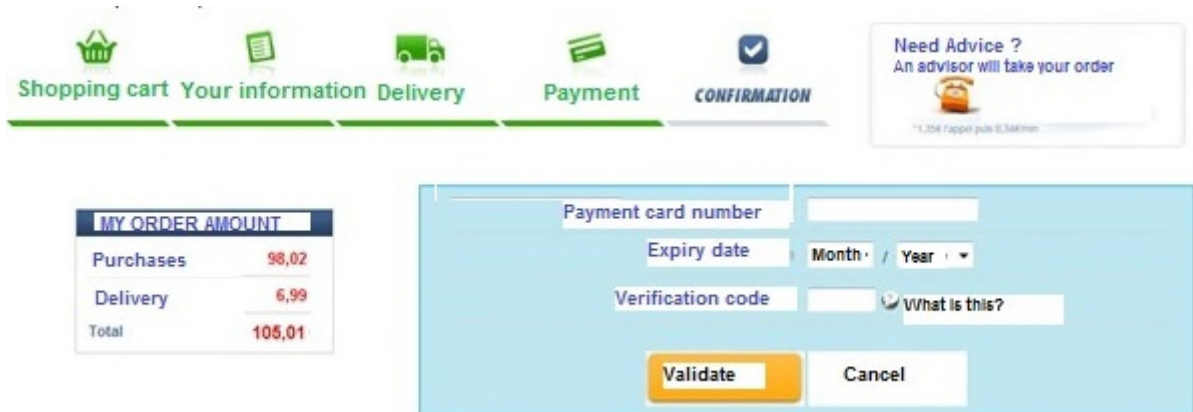 Shopping cart Your information Delivery Payment CONFIRMATION
Need Advice ?
An advisor will take your order
MY ORDER AMOUNT
Purchases 98,02
Delivery 6,99
Total 105,01
Payment card number
Expiry date Month / Year
Verification code What is this?
Validate Cancel